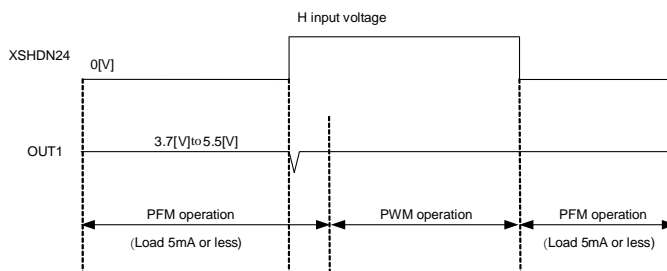 H input voltage
XSHDN24
0[V]
3.7[V]to5.5[V]
OUT1
PFM operation
PWM operation
PFM operation
(Load 5mA or less)
(Load 5mA or less)